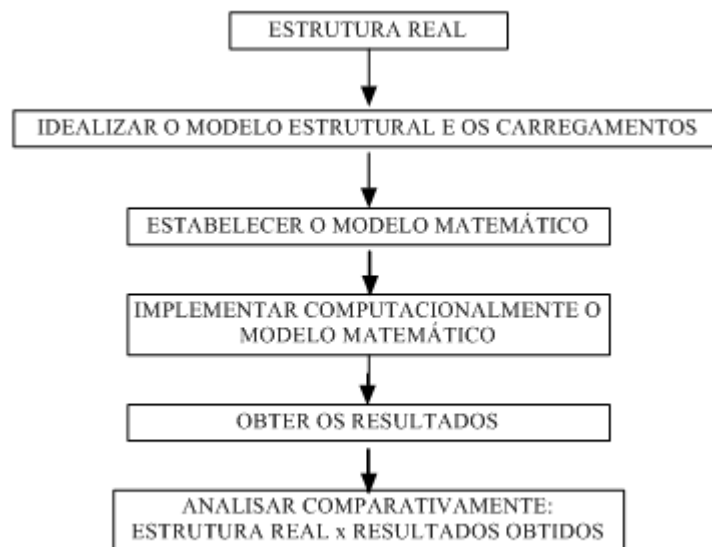 ESTRUTURA REAL
IDEALIZAR O MODELO ESTRUTURAL E OS CARREGAMENTOS
ESTABELECER O MODELO MATEMÁTICO
IMPLEMENTAR COMPUTACIONALMENTE O
MODELO MATEMÁTICO
OBTER OS RESULTADOS
ANALISAR COMPARATIVAMENTE:
ESTRUTURA REAL x RESULTADOS OBTIDOS